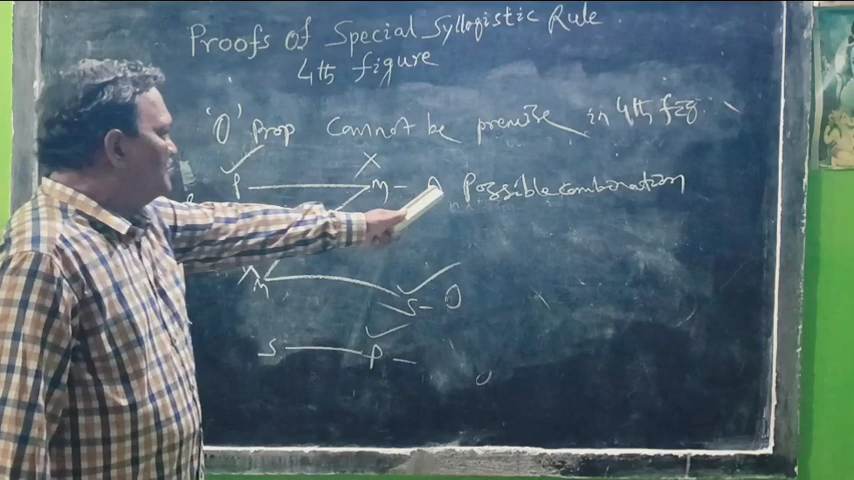 Proofs of Special Syllogistic Rule
4th figure
'O' Prop cannot be premise in 4th fig.
P M - A Possible combination
M
S - O
S P -
O